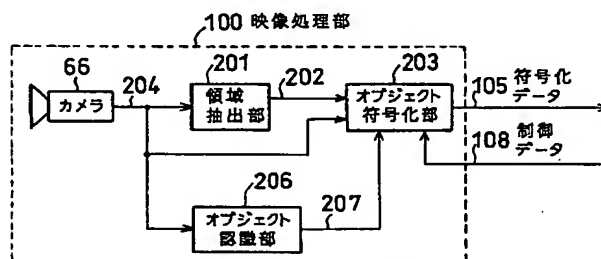 100 映像処理部
66
カメラ
204
201
領域
抽出部
202
203
オブジェクト
符号化部
105 符号化
データ
108 制御
データ
206
オブジェクト
認識部
207